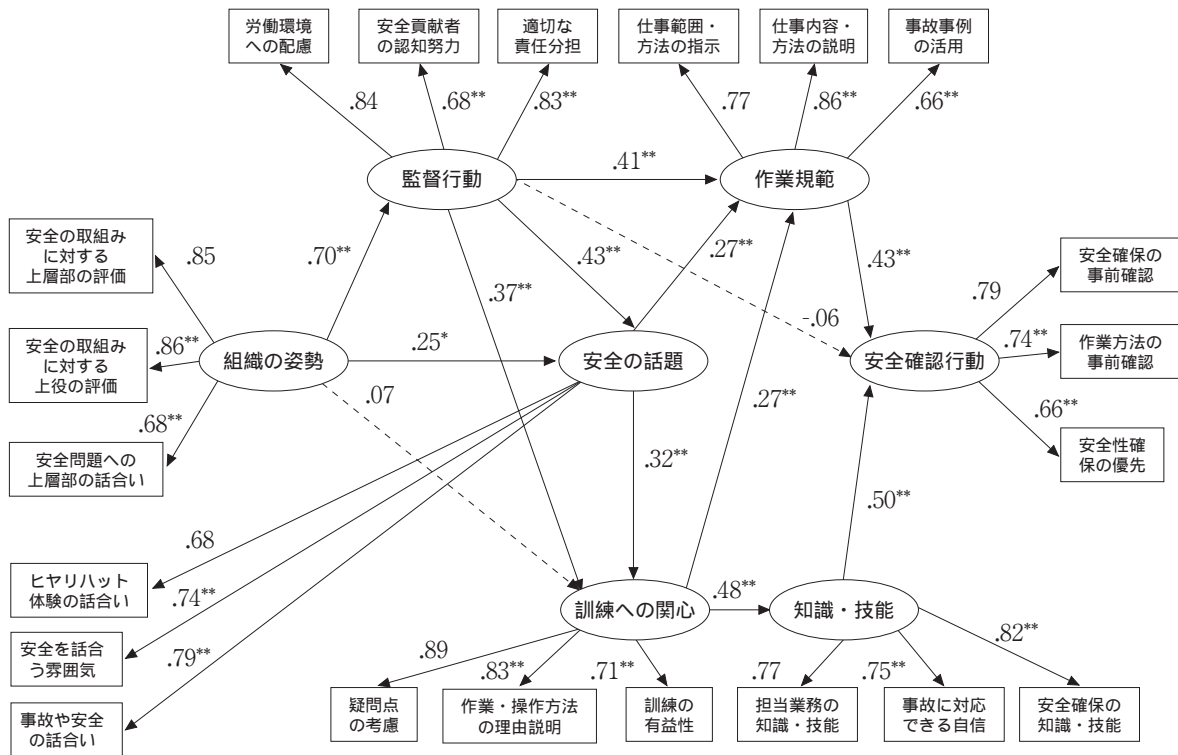 労働環境
への配慮
安全貢献者
の認知努力
適切な
責任分担
仕事範囲・
方法の指示
仕事内容・
方法の説明
事故事例
の活用
.84
.68**
.83**
.77
.86**
.66**
監督行動
.41**
作業規範
安全の取組み
に対する
上層部の評価
.85
.70**
.43**
.27**
.43**
安全確保の
事前確認
.79
.37**
-.06
安全の取組み
に対する
上役の評価
.86**
組織の姿勢
.25*
安全の話題
安全確認行動
.74**
作業方法の
事前確認
.07
.27**
.68**
.66**
安全問題への
上層部の話合い
.32**
安全性確
保の優先
.50**
.68
ヒヤリハット
体験の話合い
.74**
訓練への関心
.48**
知識・技能
安全を話合
う雰囲気
.79**
.89
.83**
.71**
.77
.75**
.82**
事故や安全
の話合い
疑問点
の考慮
作業・操作方法
の理由説明
訓練の
有益性
担当業務の
知識・技能
事故に対応
できる自信
安全確保の
知識・技能